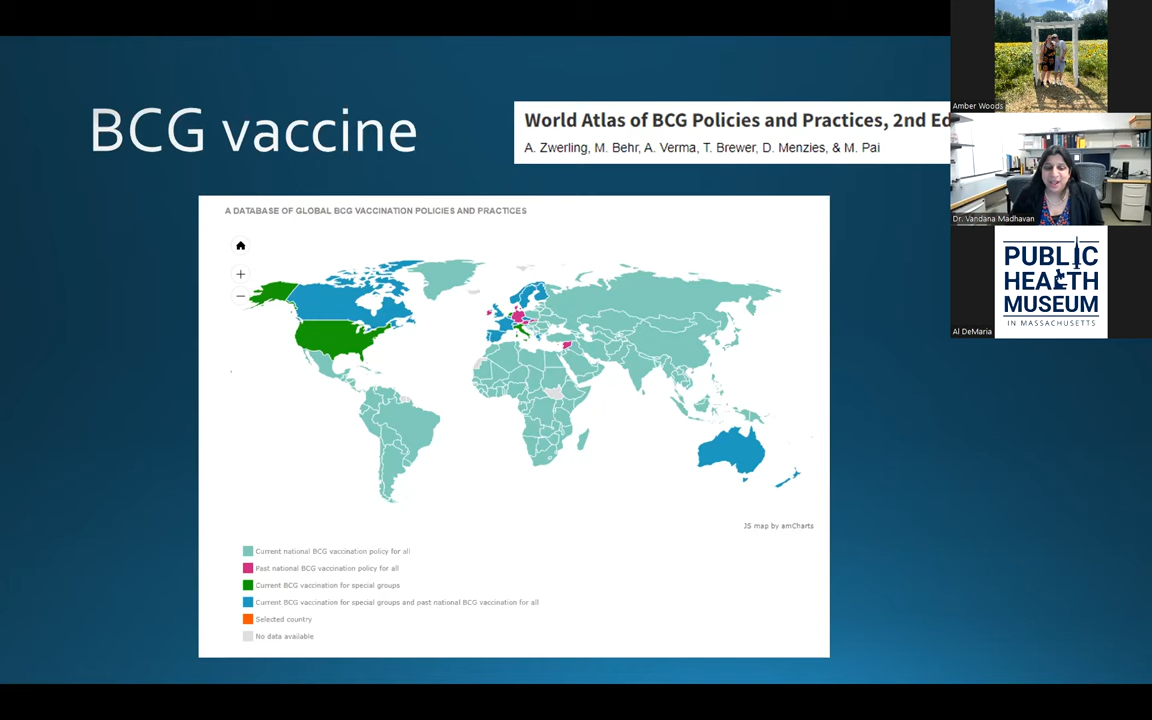 BCG vaccine
World Atlas of BCG Policies and Practices, 2nd Ed
A. Zwerling, M. Behr, A. Verma, T. Brewer, D. Menzies, & M. Pai
A DATABASE OF GLOBAL BCG VACCINATION POLICIES AND PRACTICES
+
−
JS map by amCharts
Current national BCG vaccination policy for all
Past national BCG vaccination policy for all
Current BCG vaccination for special groups
Current BCG vaccination for special groups and past national BCG vaccination for all
Selected country
No data available
Amber Woods
Dr. Vandana Madhavan
PUBLIC
HEALTH
MUSEUM
IN MASSACHUSETTS
Al DeMaria